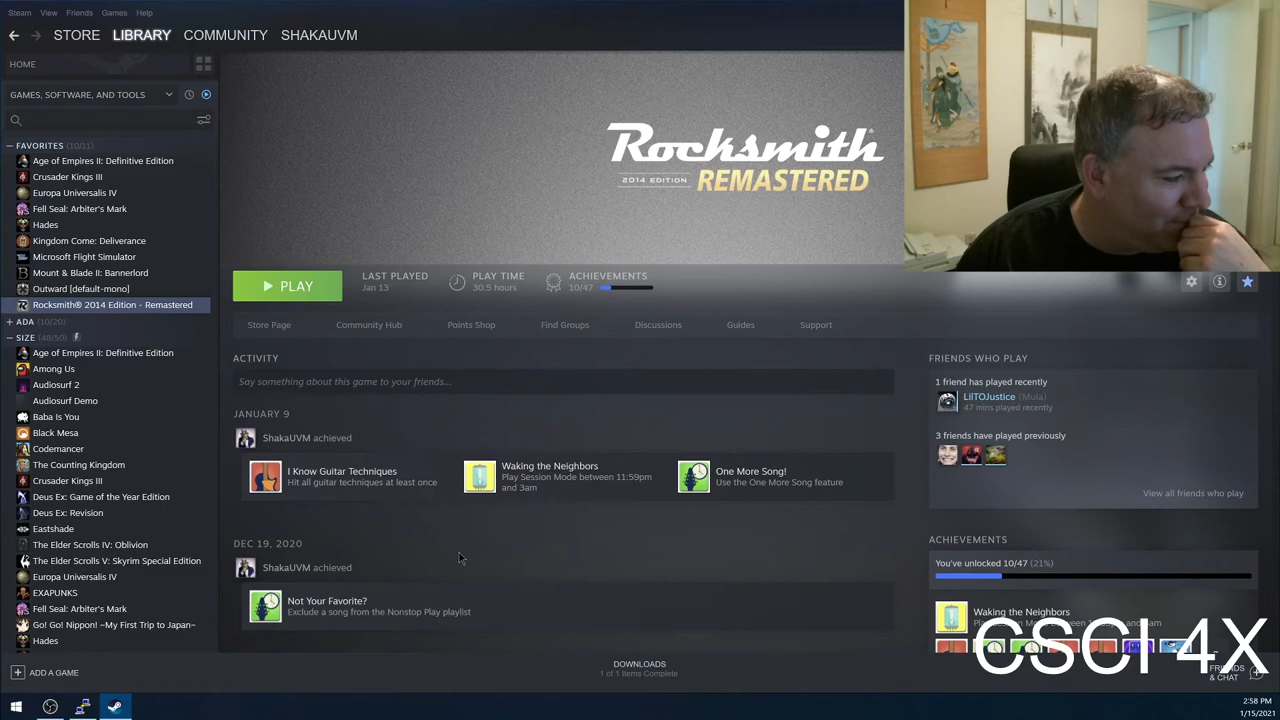 Steam View Friends Games Help
STORE LIBRARY COMMUNITY SHAKAUVM
HOME
GAMES, SOFTWARE, AND TOOLS
FAVORITES (10/11)
Age of Empires II: Definitive Edition
Crusader Kings III
Europa Universalis IV
Fell Seal: Arbiter's Mark
Hades
Kingdom Come: Deliverance
Microsoft Flight Simulator
Mount & Blade II: Bannerlord
Outward [default-mono]
Rocksmith® 2014 Edition - Remastered
ADA (10/20)
SIZE (48/50)
Age of Empires II: Definitive Edition
Among Us
Audiosurf 2
Audiosurf Demo
Baba Is You
Black Mesa
Codemancer
The Counting Kingdom
Crusader Kings III
Deus Ex: Game of the Year Edition
Deus Ex: Revision
Eastshade
The Elder Scrolls IV: Oblivion
The Elder Scrolls V: Skyrim Special Edition
Europa Universalis IV
EXAPUNKS
Fell Seal: Arbiter's Mark
Go! Go! Nippon! ~My First Trip to Japan~
Hades
ADD A GAME
Rocksmith®
2014 EDITION REMASTERED
PLAY
LAST PLAYED
Jan 13
PLAY TIME
30.5 hours
ACHIEVEMENTS
10/47
Store Page Community Hub Points Shop Find Groups Discussions Guides Support
ACTIVITY
Say something about this game to your friends...
JANUARY 9
ShakaUVM achieved
I Know Guitar Techniques
Hit all guitar techniques at least once
Waking the Neighbors
Play Session Mode between 11:59pm
and 3am
One More Song!
Use the One More Song feature
DEC 19, 2020
ShakaUVM achieved
Not Your Favorite?
Exclude a song from the Nonstop Play playlist
FRIENDS WHO PLAY
1 friend has played recently
LilTOJustice (Muia)
47 mins played recently
3 friends have played previously
View all friends who play
ACHIEVEMENTS
You've unlocked 10/47 (21%)
Waking the Neighbors
CSCI 4X
FRIENDS
& CHAT
DOWNLOADS
1 of 1 Items Complete
2:58 PM
1/15/2021